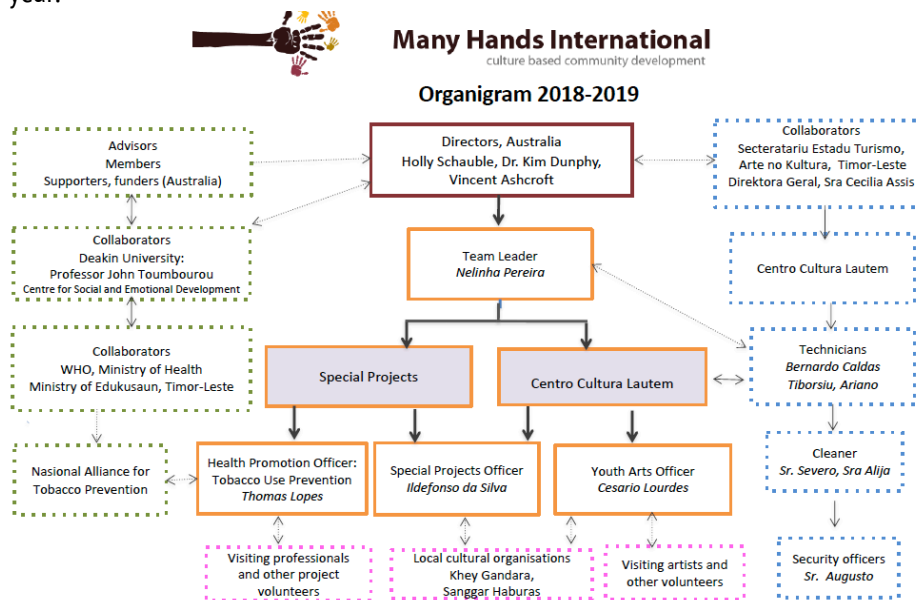 year.
Many Hands International
culture based community development
Organigram 2018-2019
Advisors
Members
Supporters, funders (Australia)
Directors, Australia
Holly Schauble, Dr. Kim Dunphy,
Vincent Ashcroft
Collaborators
Secteratariu Estadu Turismo,
Arte no Kultura, Timor-Leste
Direktora Geral, Sra Cecilia Assis
Collaborators
Deakin University:
Professor John Toumbourou
Centre for Social and Emotional Development
Team Leader
Nelinha Pereira
Centro Cultura Lautem
Collaborators
WHO, Ministry of Health
Ministry of Edukusaun, Timor-Leste
Special Projects
Centro Cultura Lautem
Technicians
Bernardo Caldas
Tiborsiu, Ariano
National Alliance for
Tobacco Prevention
Health Promotion Officer:
Tobacco Use Prevention
Thomas Lopes
Special Projects Officer
Ildefonso da Silva
Youth Arts Officer
Cesario Lourdes
Cleaner
Sr. Severo, Sra Alija
Visiting professionals
and other project
volunteers
Local cultural organisations
Khey Gandara,
Sanggar Haburas
Visiting artists and
other volunteers
Security officers
Sr. Augusto